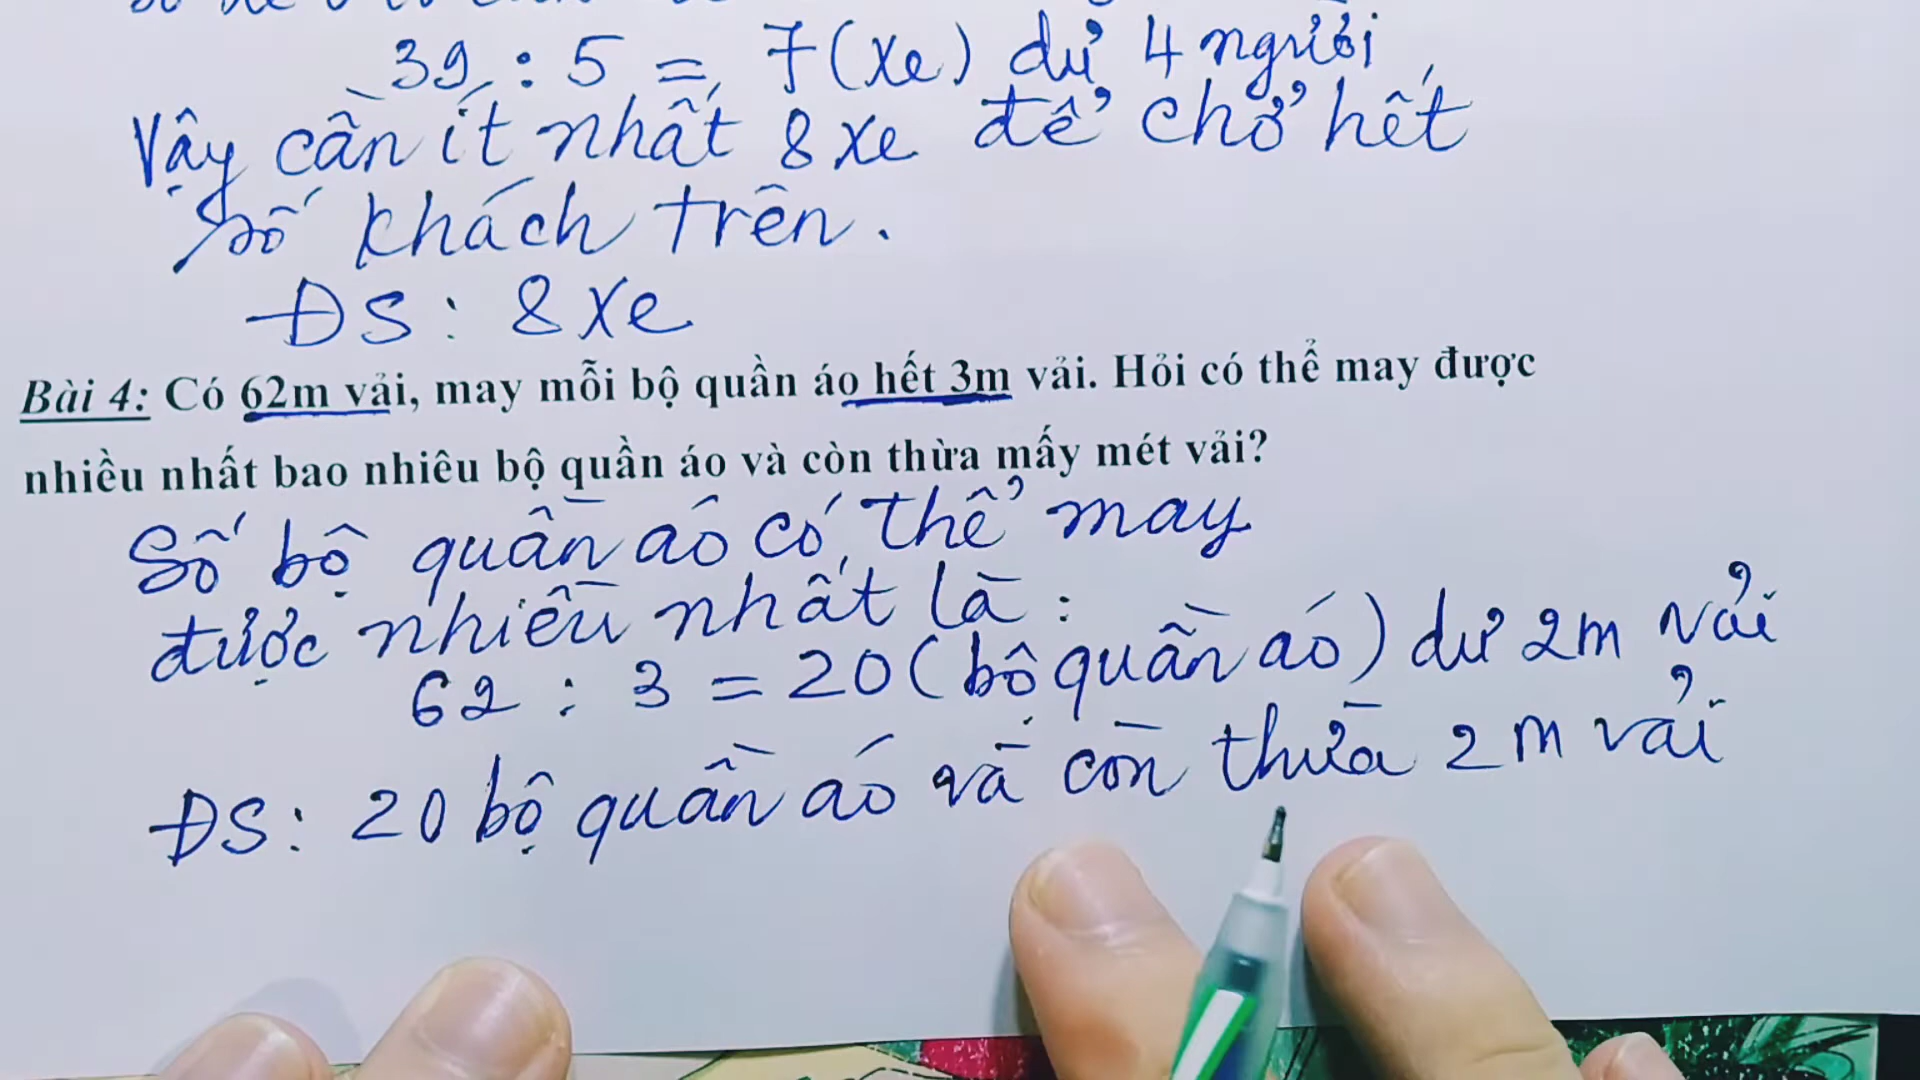 39 : 5 = 7 (xe) dư 4 người
Vậy cần ít nhất 8 xe để chở hết
số khách trên.
ĐS: 8 xe
Bài 4: Có 62m vải, may mỗi bộ quần áo hết 3m vải. Hỏi có thể may được
nhiều nhất bao nhiêu bộ quần áo và còn thừa mấy mét vải?
Số bộ quần áo có thể may
được nhiều nhất là:
62 : 3 = 20 (bộ quần áo) dư 2m vải
ĐS: 20 bộ quần áo và còn thừa 2m vải